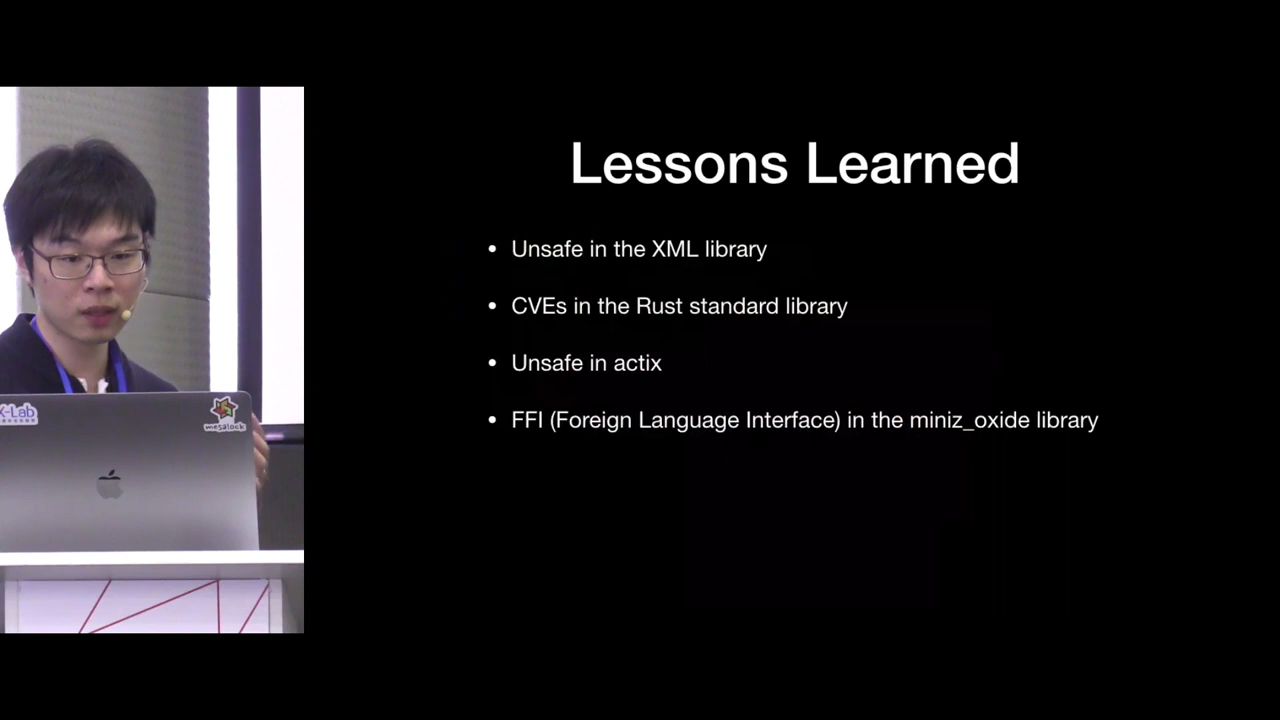 Lessons Learned
• Unsafe in the XML library
• CVEs in the Rust standard library
• Unsafe in actix
• FFI (Foreign Language Interface) in the miniz_oxide library
X-Lab
mesalock